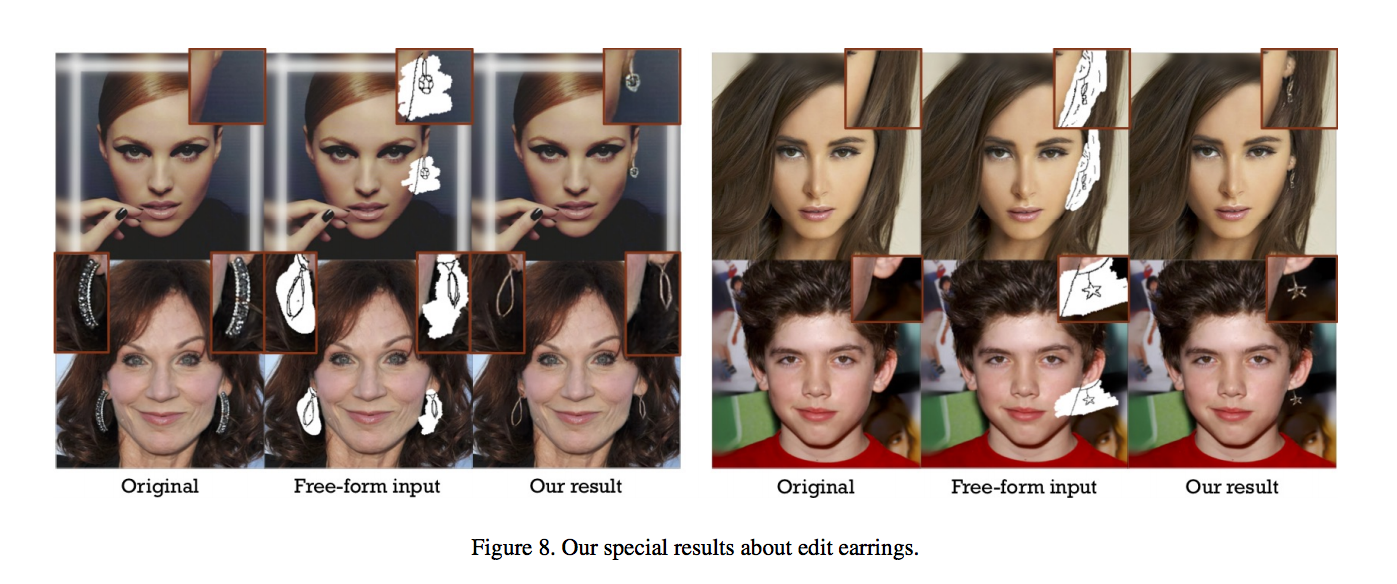 Original Free-form input Our result Original Free-form input Our result
Figure 8. Our special results about edit earrings.